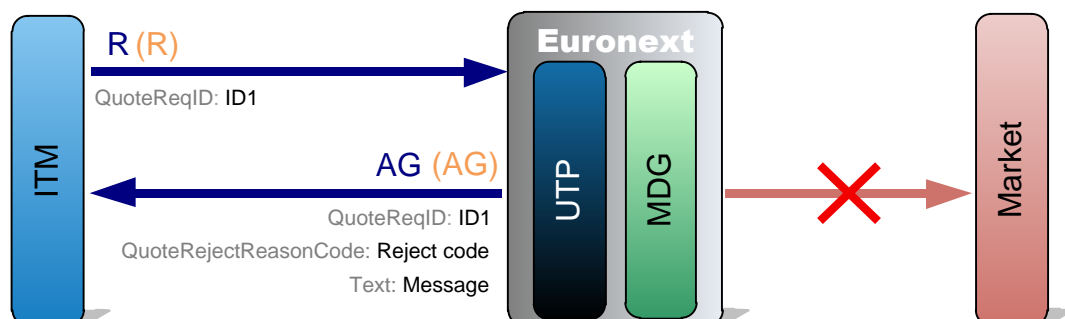 Euronext
R (R)
QuoteReqID: ID1
AG (AG)
QuoteReqID: ID1
QuoteRejectReasonCode: Reject code
Text: Message
ITM
UTP
MDG
Market